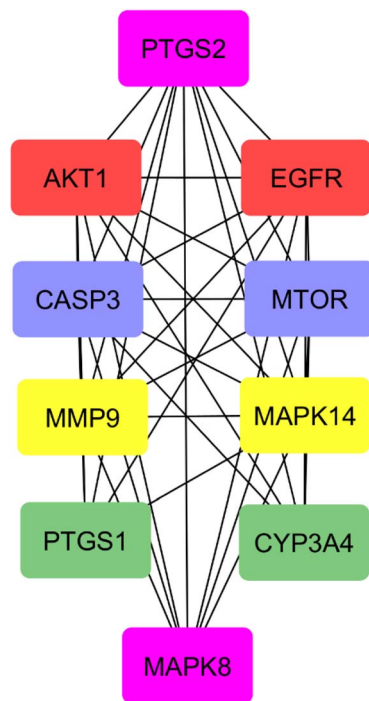 PTGS2
AKT1
EGFR
CASP3
MTOR
MMP9
MAPK14
PTGS1
CYP3A4
MAPK8